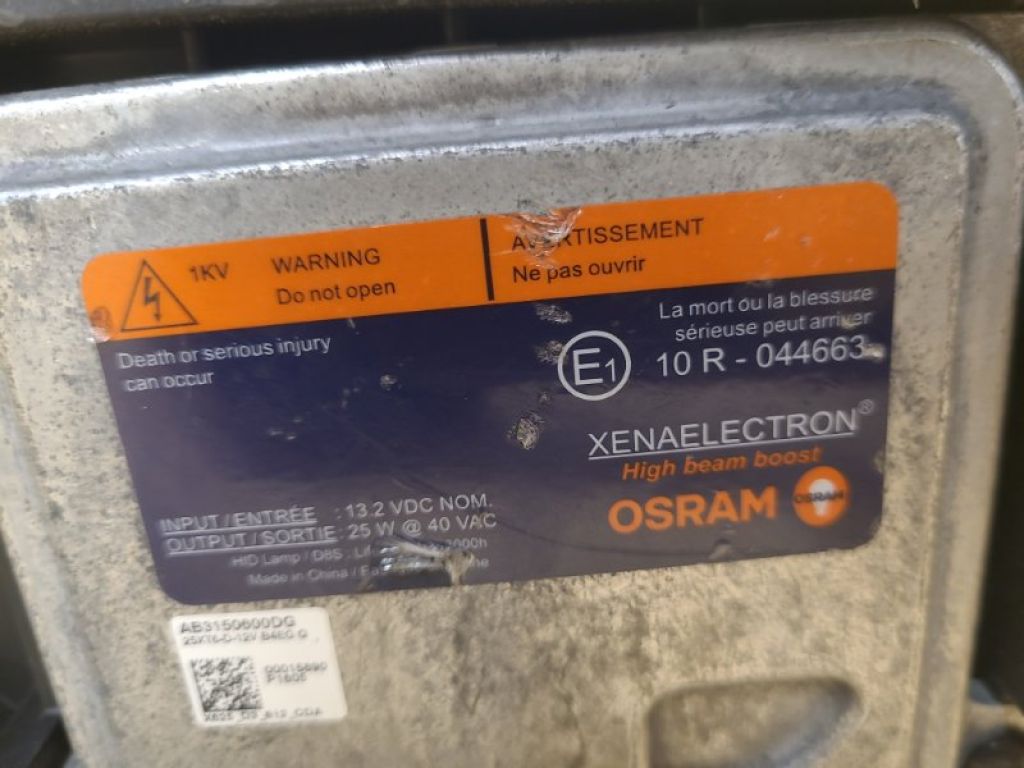 1KV
WARNING
Do not open
AVERTISSEMENT
Ne pas ouvrir
Death or serious injury
can occur
La mort ou la blessure
sérieuse peut arriver
E1
10 R - 044663
XENAELECTRON®
High beam boost
OSRAM
OSRAM
INPUT / ENTRÉE : 13.2 VDC NOM.
OUTPUT / SORTIE : 25 W @ 40 VAC
HID Lamp / D8S :
Made in China /
AB3150600DG
00015690